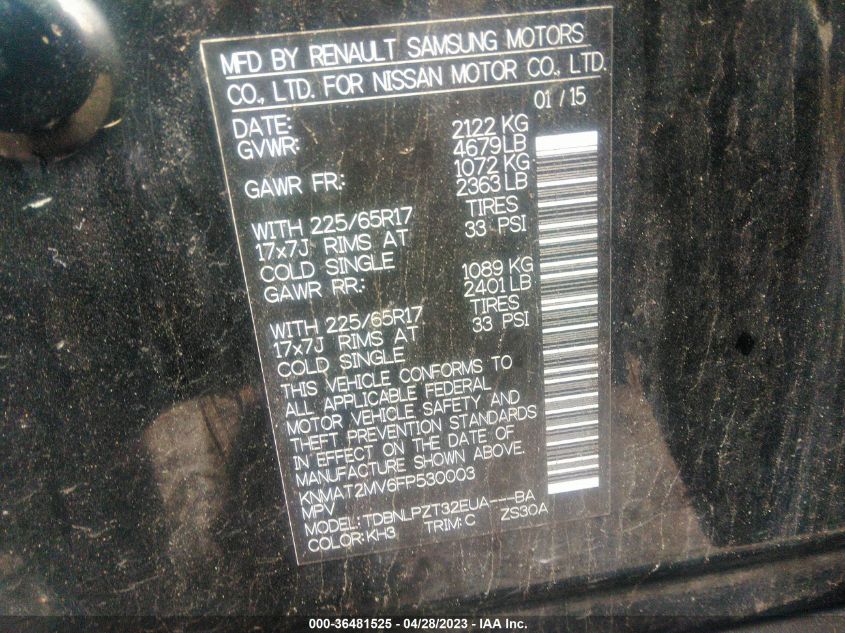 MFD BY RENAULT SAMSUNG MOTORS
CO., LTD. FOR NISSAN MOTOR CO., LTD.
DATE: 01 / 15
GVWR: 2122 KG
4679 LB
GAWR FR: 1072 KG
2363 LB
WITH 225/65R17 TIRES
17x7J RIMS AT 33 PSI
COLD SINGLE
GAWR RR: 1089 KG
2401 LB
WITH 225/65R17 TIRES
17x7J RIMS AT 33 PSI
COLD SINGLE
THIS VEHICLE CONFORMS TO
ALL APPLICABLE FEDERAL
MOTOR VEHICLE SAFETY AND
THEFT PREVENTION STANDARDS
IN EFFECT ON THE DATE OF
MANUFACTURE SHOWN ABOVE.
KNMAT2MV6FP530003
MPV
MODEL: TDBNLPZT32EUA---BA
COLOR: KH3 TRIM: C ZS30A
000-36481525 - 04/28/2023 - IAA Inc.